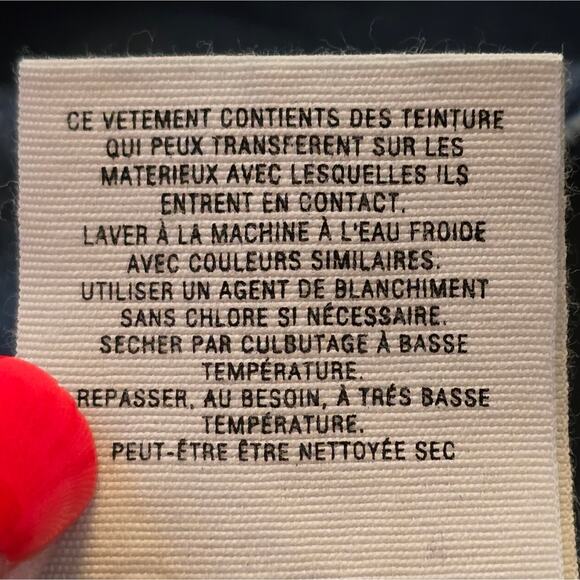 CE VETEMENT CONTIENTS DES TEINTURE
QUI PEUX TRANSFERENT SUR LES
MATERIEUX AVEC LESQUELLES ILS
ENTRENT EN CONTACT.
LAVER À LA MACHINE À L'EAU FROIDE
AVEC COULEURS SIMILAIRES.
UTILISER UN AGENT DE BLANCHIMENT
SANS CHLORE SI NÉCESSAIRE.
SECHER PAR CULBUTAGE À BASSE
TEMPÉRATURE.
REPASSER, AU BESOIN, À TRÉS BASSE
TEMPÉRATURE.
PEUT-ÊTRE ÊTRE NETTOYÉE SEC